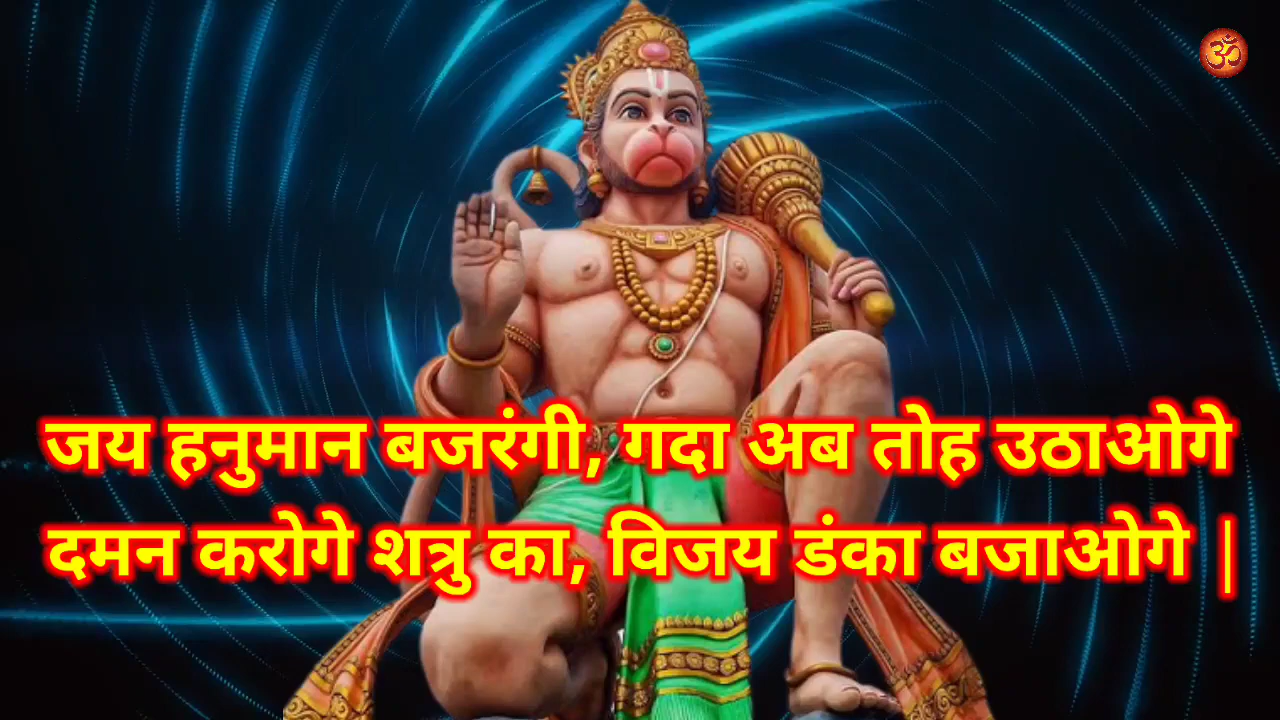 ॐ
जय हनुमान बजरंगी, गदा अब तोह उठाओगे
दमन करोगे शत्रु का, विजय डंका बजाओगे |